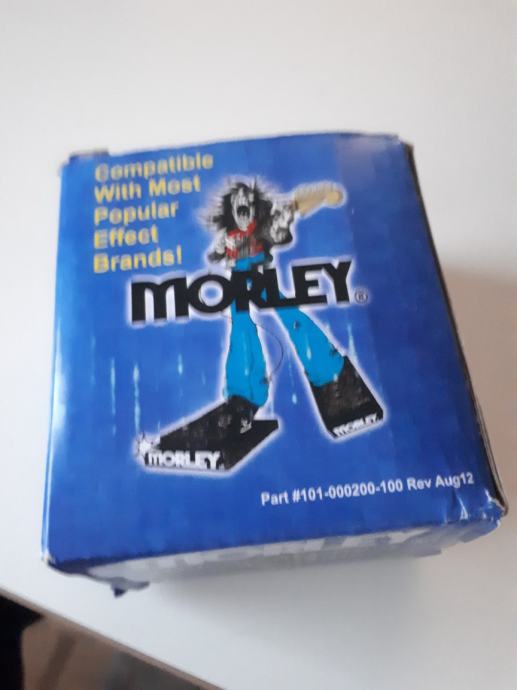 Compatible
With Most
Popular
Effect
Brands!
MORLEY®
MORLEY
MORLEY
Part #101-000200-100 Rev Aug12